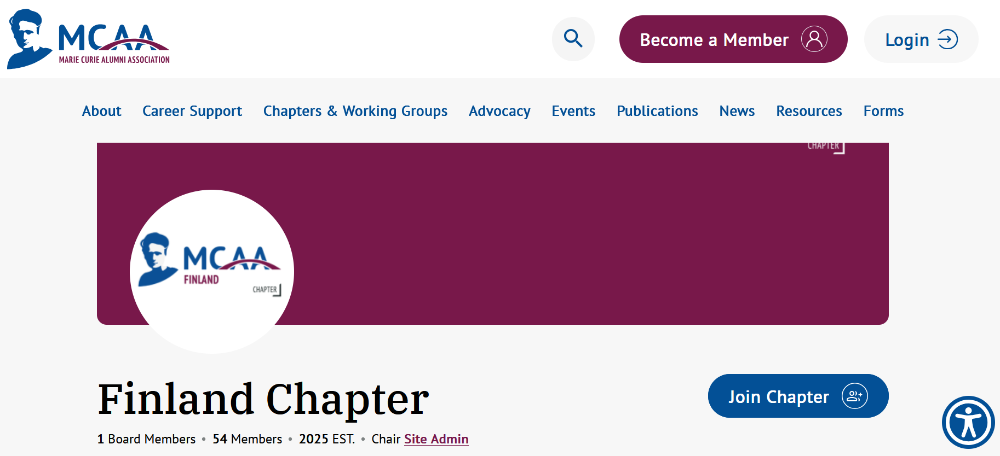 MCAA
MARIE CURIE ALUMNI ASSOCIATION
Become a Member
Login
About Career Support Chapters & Working Groups Advocacy Events Publications News Resources Forms
CHAPTER
MCAA
FINLAND
CHAPTER
Finland Chapter
Join Chapter
1 Board Members • 54 Members • 2025 EST. • Chair Site Admin